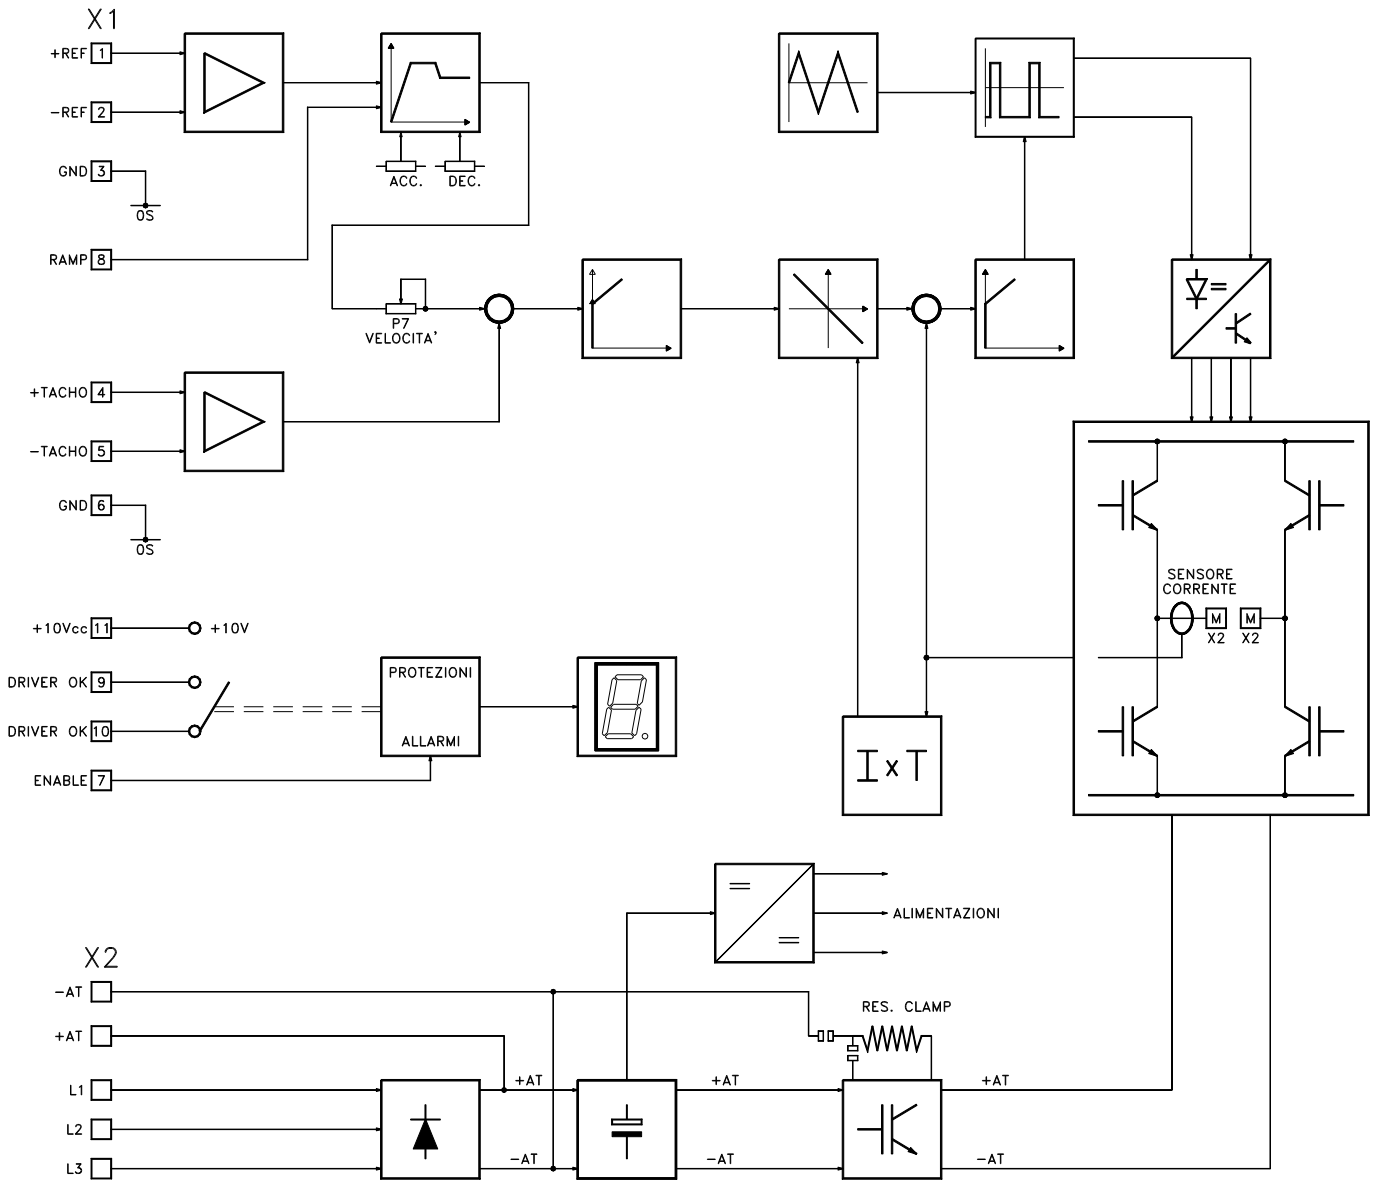 X1
+REF 1
-REF 2
GND 3
OS
RAMP 8
ACC. DEC.
P7
VELOCITA'
+TACHO 4
-TACHO 5
GND 6
OS
+10Vcc 11 +10V
DRIVER OK 9
DRIVER OK 10
ENABLE 7
PROTEZIONI
ALLARMI
I x T
SENSORE
CORRENTE
M M
X2 X2
ALIMENTAZIONI
X2
-AT
+AT
L1
L2
L3
RES. CLAMP
+AT +AT +AT
-AT -AT -AT